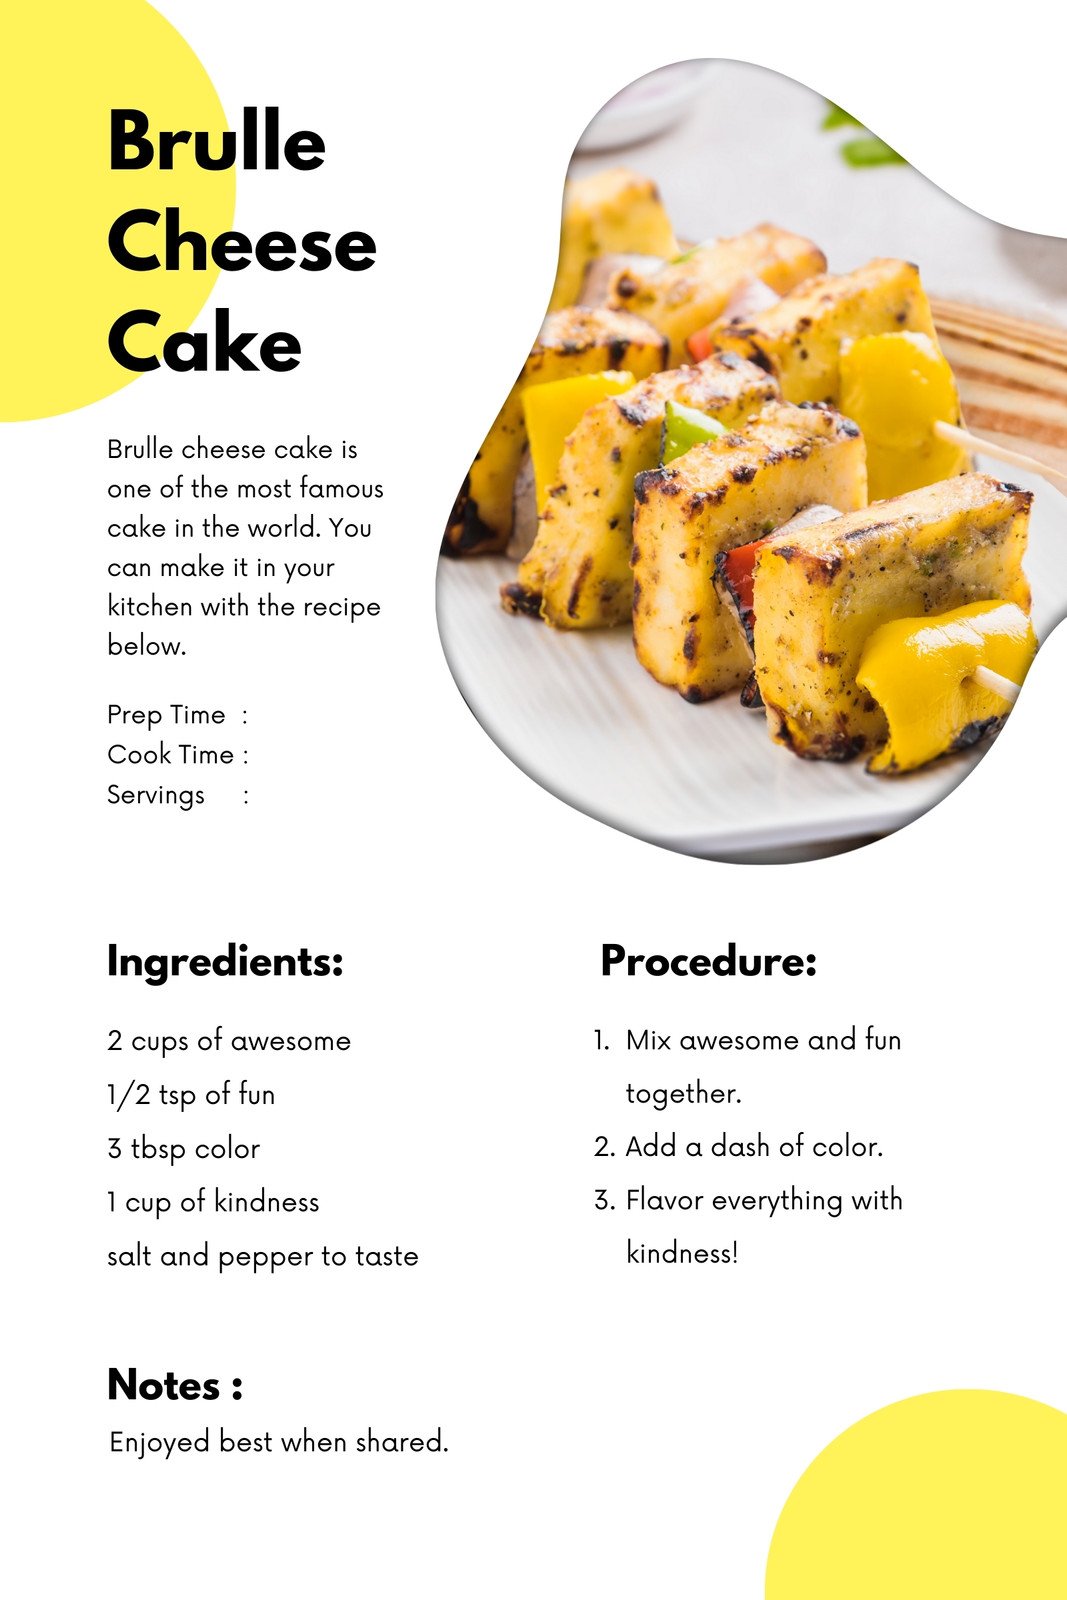 Brulle
Cheese
Cake
Brulle cheese cake is
one of the most famous
cake in the world. You
can make it in your
kitchen with the recipe
below.
Prep Time :
Cook Time :
Servings :
Ingredients:
2 cups of awesome
1/2 tsp of fun
3 tbsp color
1 cup of kindness
salt and pepper to taste
Procedure:
1. Mix awesome and fun
together.
2. Add a dash of color.
3. Flavor everything with
kindness!
Notes :
Enjoyed best when shared.